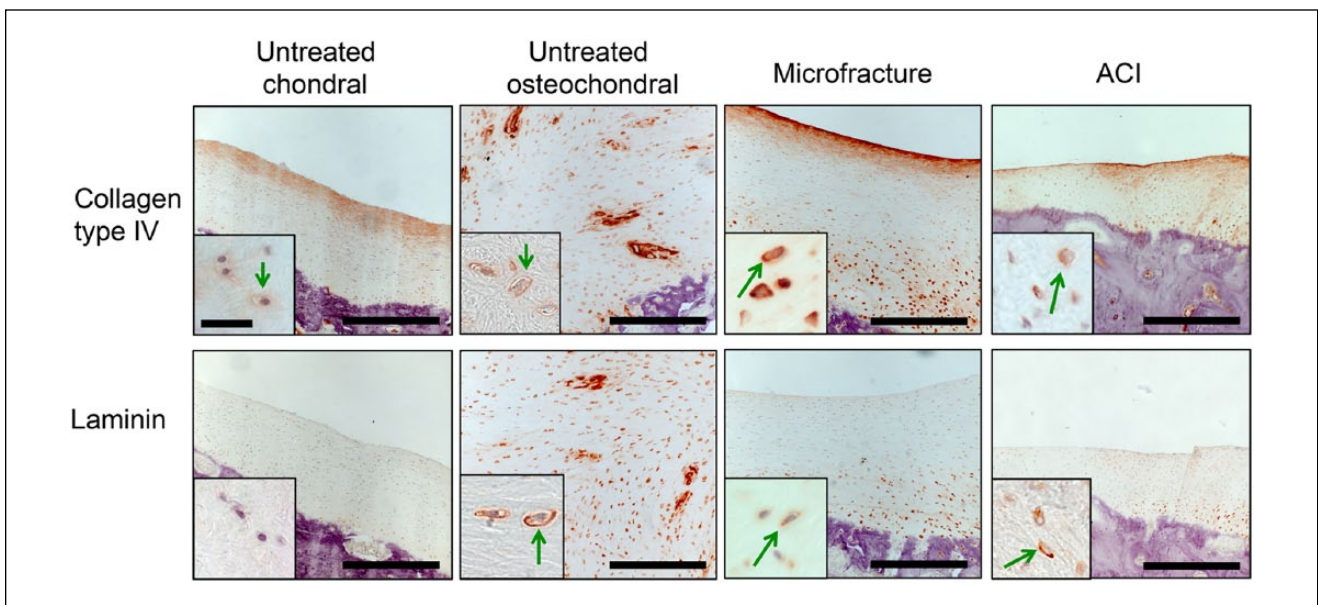 Untreated
chondral
Untreated
osteochondral
Microfracture
ACI
Collagen
type IV
Laminin